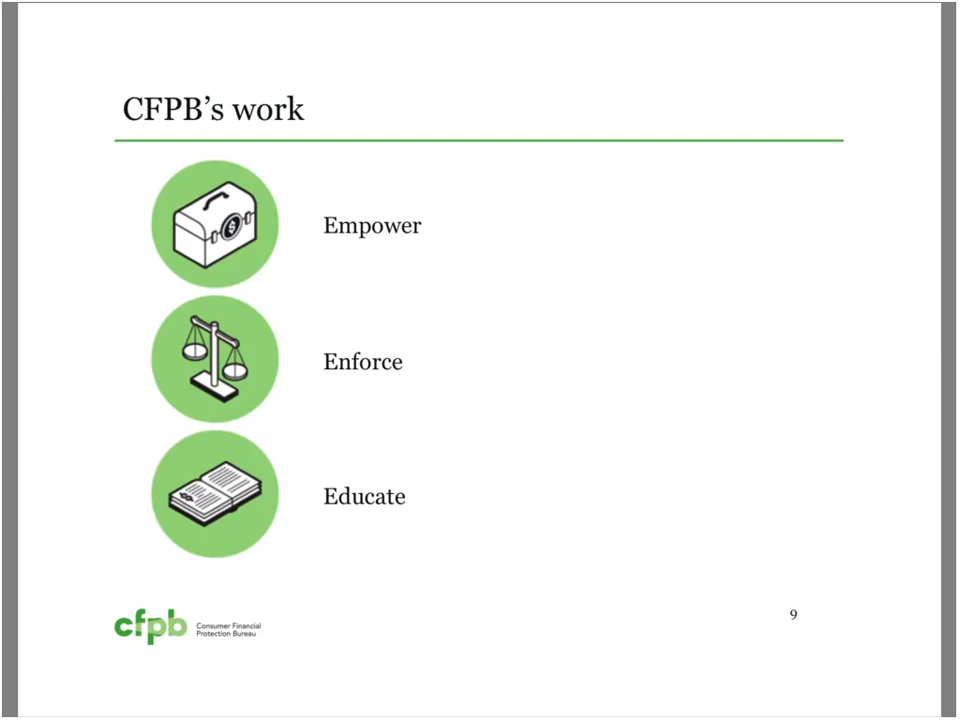 CFPB’s work
$
Empower
Enforce
Educate
cfpb
Consumer Financial
Protection Bureau
9